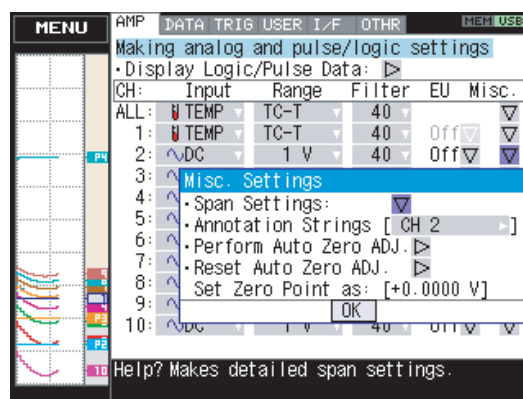 MENU
AMP DATA TRIG USER I/F OTHR MEM USB
Making analog and pulse/logic settings
・Display Logic/Pulse Data:
CH: Input Range Filter EU Misc.
ALL: TEMP TC-T 40
1: TEMP TC-T 40 Off
2: DC 1 V 40 Off
3:
4:
5:
6:
7:
8:
9:
10: DC 1 V 40 Off
Misc. Settings
・Span Settings:
・Annotation Strings [ CH 2 ]
・Perform Auto Zero ADJ.
・Reset Auto Zero ADJ.
Set Zero Point as: [+0.0000 V]
OK
P4
9
4
P3
P2
10
Help? Makes detailed span settings.